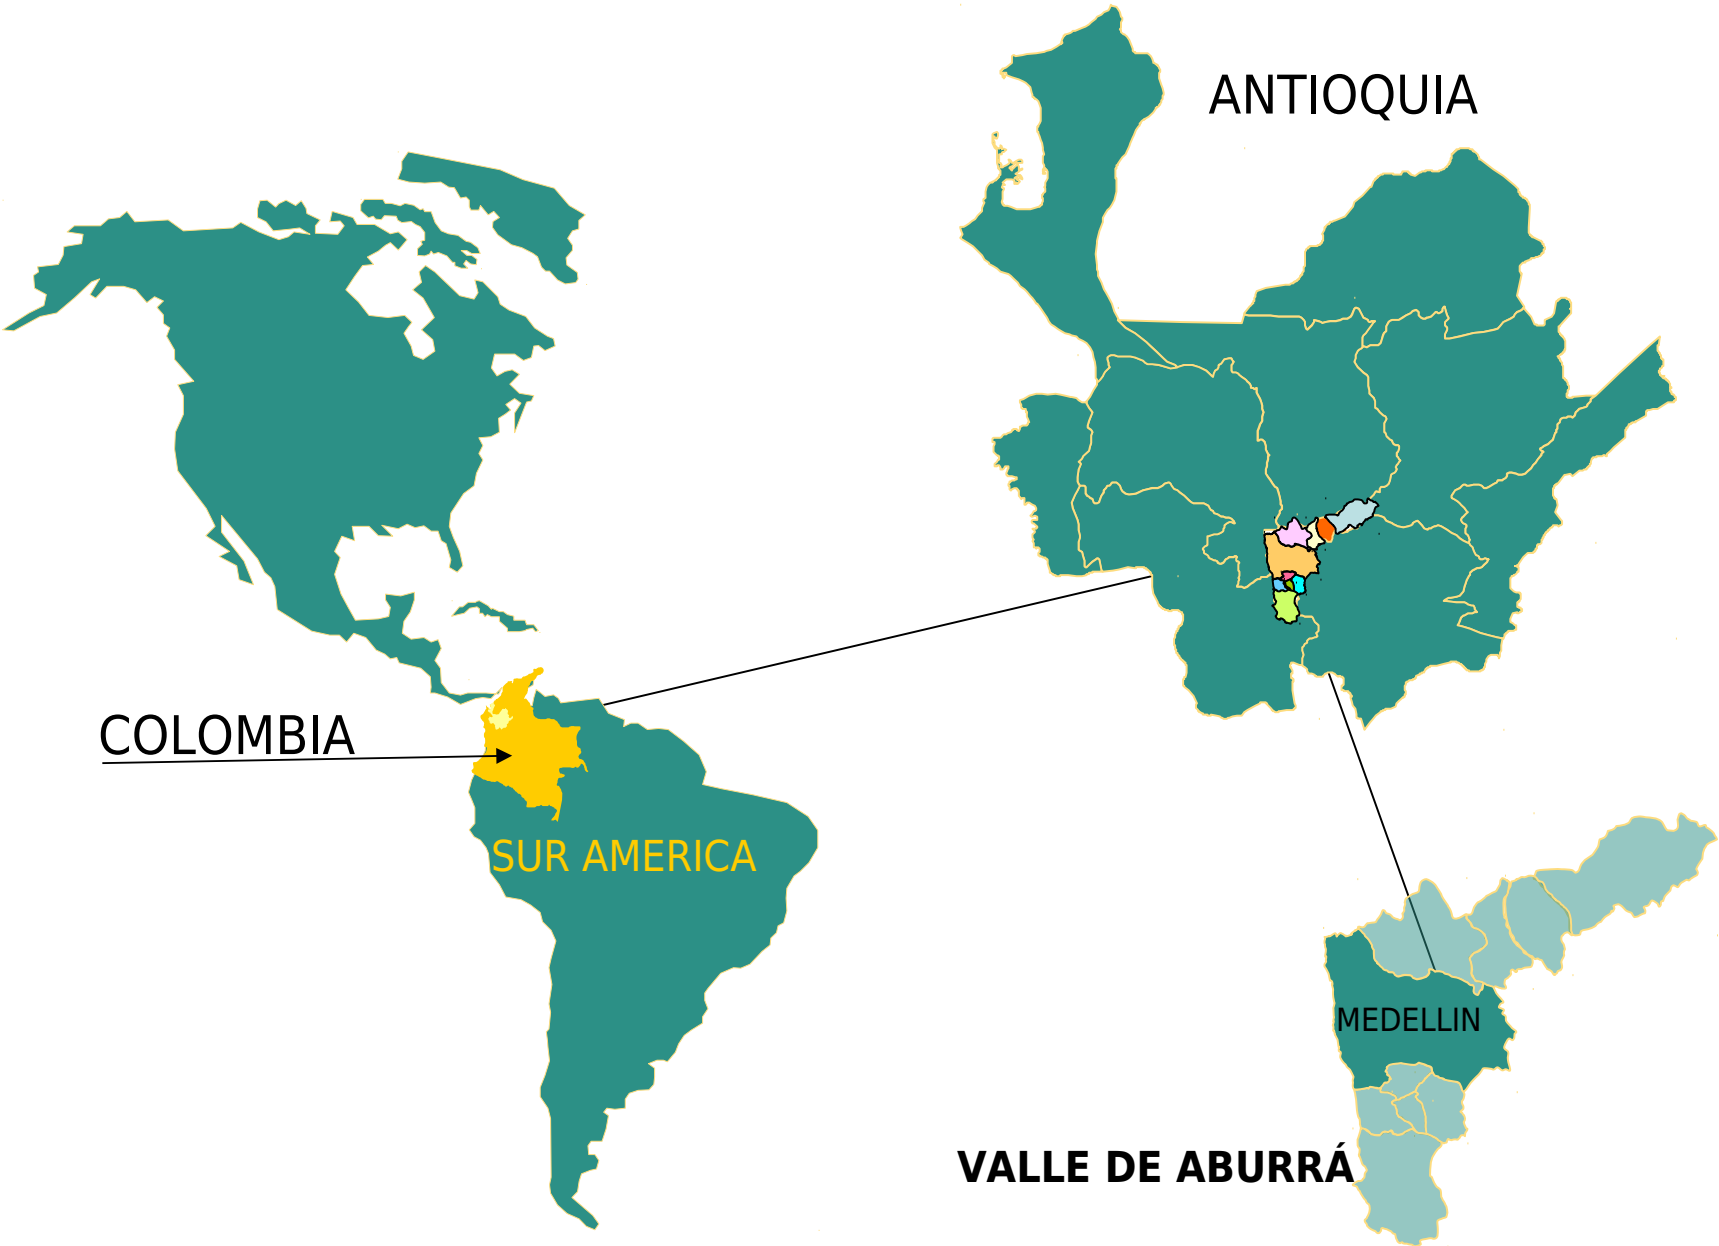 ANTIOQUIA
COLOMBIA
SUR AMERICA
MEDELLIN
VALLE DE ABURRÁ